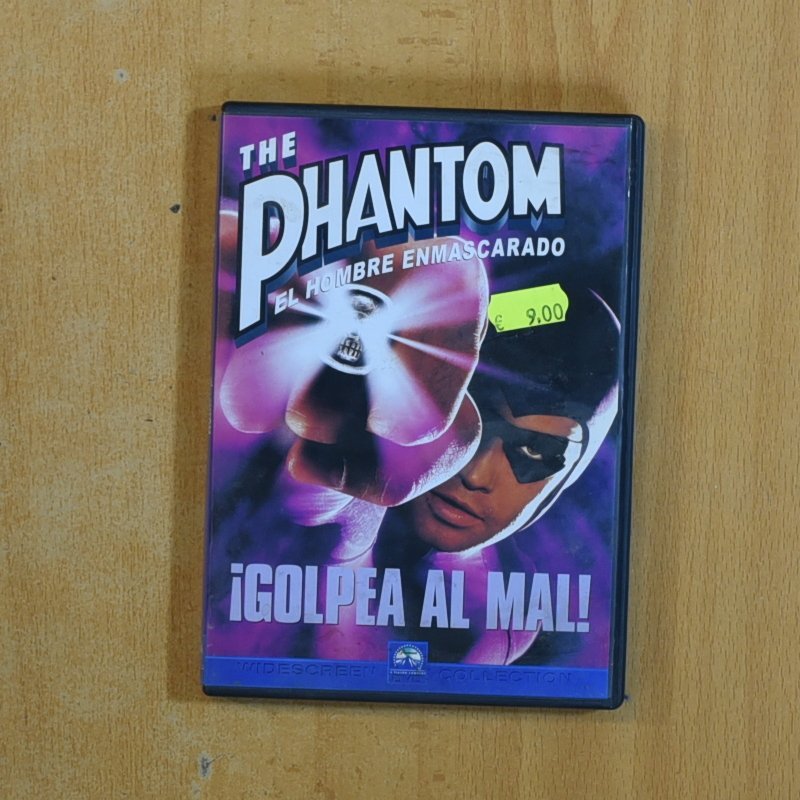 THE
PHANTOM
EL HOMBRE ENMASCARADO
€ 9.00
¡GOLPEA AL MAL!
WIDESCREEN COLLECTION